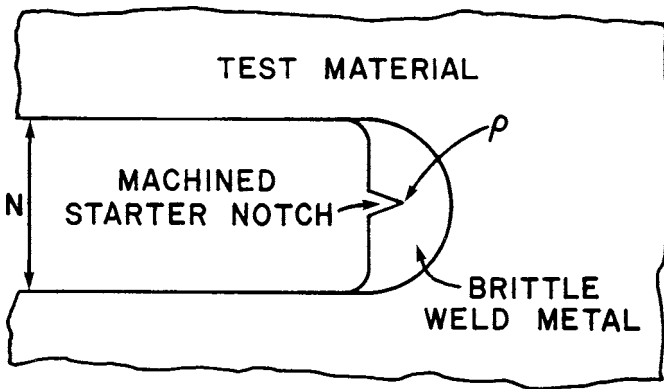 TEST MATERIAL
ρ
MACHINED
STARTER NOTCH
N
BRITTLE
WELD METAL